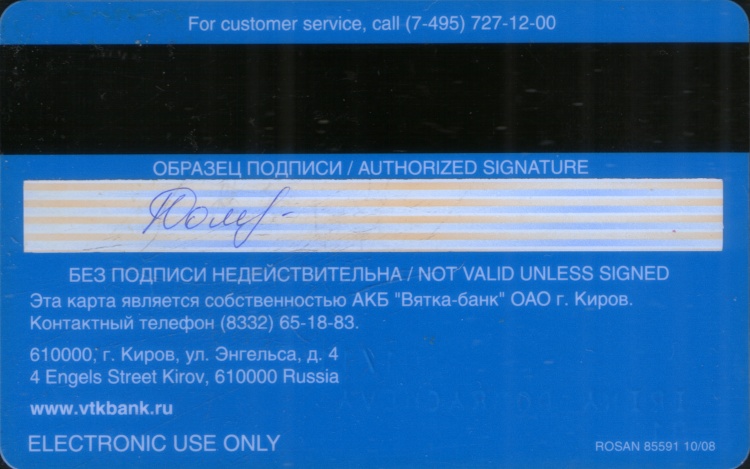 For customer service, call (7-495) 727-12-00
ОБРАЗЕЦ ПОДПИСИ / AUTHORIZED SIGNATURE
БЕЗ ПОДПИСИ НЕДЕЙСТВИТЕЛЬНА / NOT VALID UNLESS SIGNED
Эта карта является собственностью АКБ "Вятка-банк" ОАО г. Киров.
Контактный телефон (8332) 65-18-83.
610000, г. Киров, ул. Энгельса, д. 4
4 Engels Street Kirov, 610000 Russia
www.vtkbank.ru
ELECTRONIC USE ONLY
ROSAN 85591 10/08